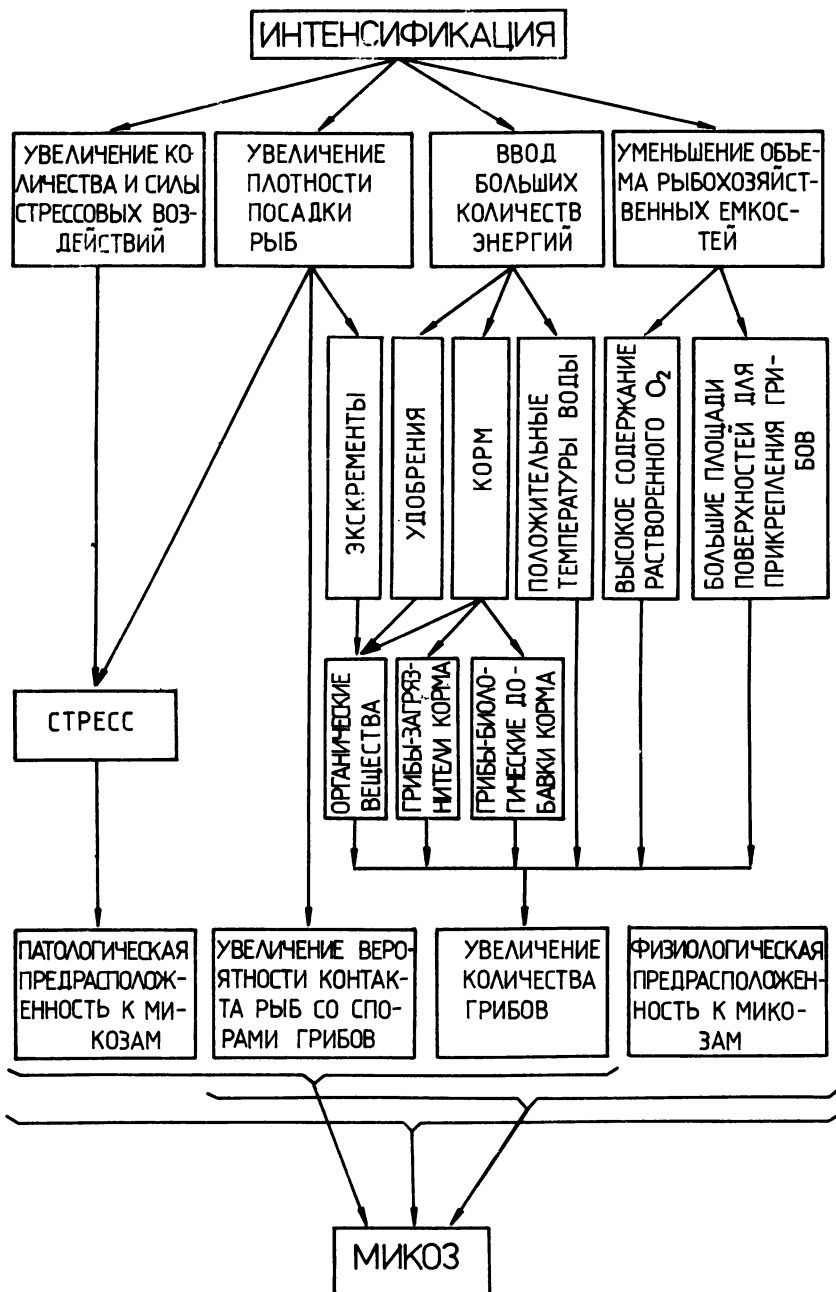 ИНТЕНСИФИКАЦИЯ
УВЕЛИЧЕНИЕ КО-
ЛИЧЕСТВА И СИЛЫ
СТРЕССОВЫХ ВОЗ-
ДЕЙСТВИЙ
УВЕЛИЧЕНИЕ
ПЛОТНОСТИ
ПОСАДКИ
РЫБ
ВВОД
БОЛЬШИХ
КОЛИЧЕСТВ
ЭНЕРГИЙ
УМЕНЬШЕНИЕ ОБЪЕ-
МА РЫБОХОЗЯЙСТ-
ВЕННЫХ ЕМКОС-
ТЕЙ
ЭКСКРЕМЕНТЫ
УДОБРЕНИЯ
КОРМ
ПОЛОЖИТЕЛЬНЫЕ
ТЕМПЕРАТУРЫ ВОДЫ
ВЫСОКОЕ СОДЕРЖАНИЕ
РАСТВОРЕННОГО O₂
БОЛЬШИЕ ПЛОЩАДИ
ПОВЕРХНОСТЕЙ ДЛЯ
ПРИКРЕПЛЕНИЯ ГРИ-
БОВ
СТРЕСС
ОРГАНИЧЕСКИЕ
ВЕЩЕСТВА
ГРИБЫ-ЗАГРЯЗ-
НИТЕЛИ КОРМА
ГРИБЫ-БИОЛО-
ГИЧЕСКИЕ ДО-
БАВКИ КОРМА
ПАТОЛОГИЧЕСКАЯ
ПРЕДРАСПОЛОЖ-
ЕННОСТЬ К МИ-
КОЗАМ
УВЕЛИЧЕНИЕ ВЕРО-
ЯТНОСТИ КОНТАК-
ТА РЫБ СО СПО-
РАМИ ГРИБОВ
УВЕЛИЧЕНИЕ
КОЛИЧЕСТВА
ГРИБОВ
ФИЗИОЛОГИЧЕСКАЯ
ПРЕДРАСПОЛОЖЕН-
НОСТЬ К МИКО-
ЗАМ
МИКОЗ